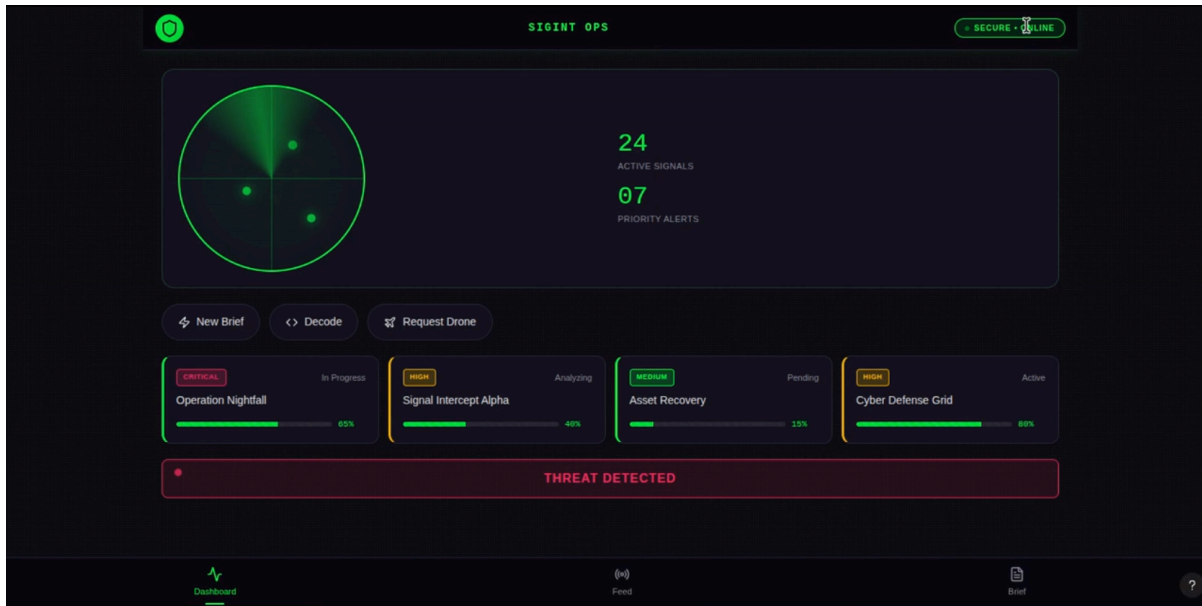 SIGINT OPS
SECURE • ONLINE
24
ACTIVE SIGNALS
07
PRIORITY ALERTS
New Brief
Decode
Request Drone
CRITICAL
In Progress
Operation Nightfall
65%
HIGH
Analyzing
Signal Intercept Alpha
40%
MEDIUM
Pending
Asset Recovery
15%
HIGH
Active
Cyber Defense Grid
80%
THREAT DETECTED
Dashboard
Feed
Brief
?